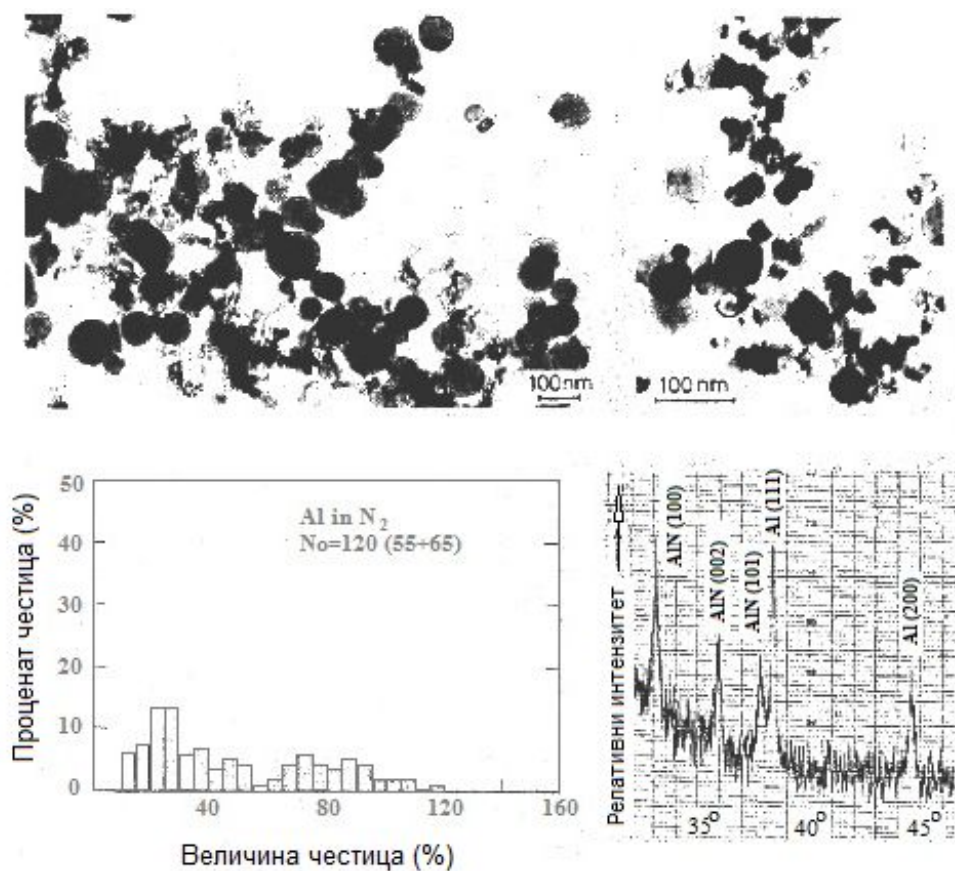 100 nm
100 nm
Проценат честица (%)
50
40
30
20
10
0
Al in N2
No=120 (55+65)
40
80
120
160
Величина честица (%)
Релативни интензитет
AlN (100)
AlN (002)
AlN (101)
Al (111)
Al (200)
35°
40°
45°